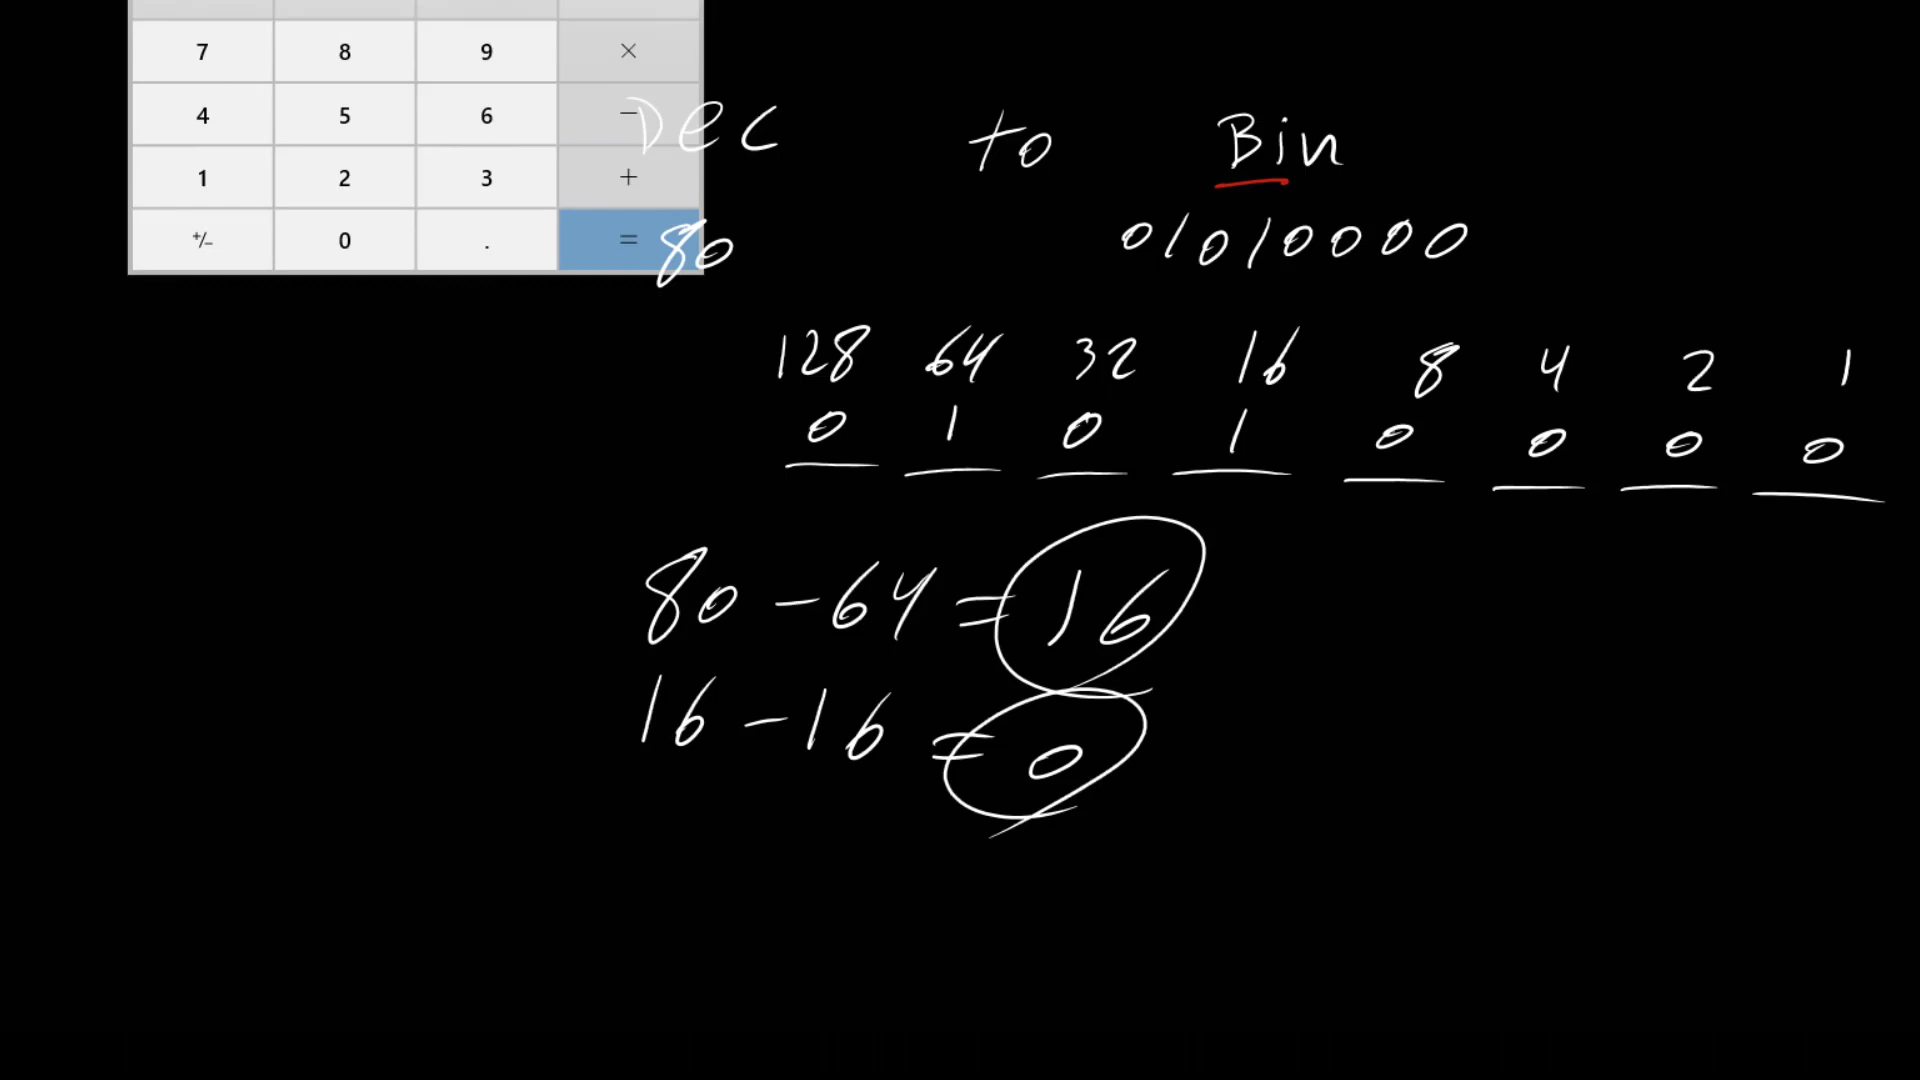 7 8 9 ×
4 5 6 −
1 2 3 +
+/− 0 . =
Dec to Bin
80 01010000
128 64 32 16 8 4 2 1
0 1 0 1 0 0 0 0
80 - 64 = 16
16 - 16 = 0